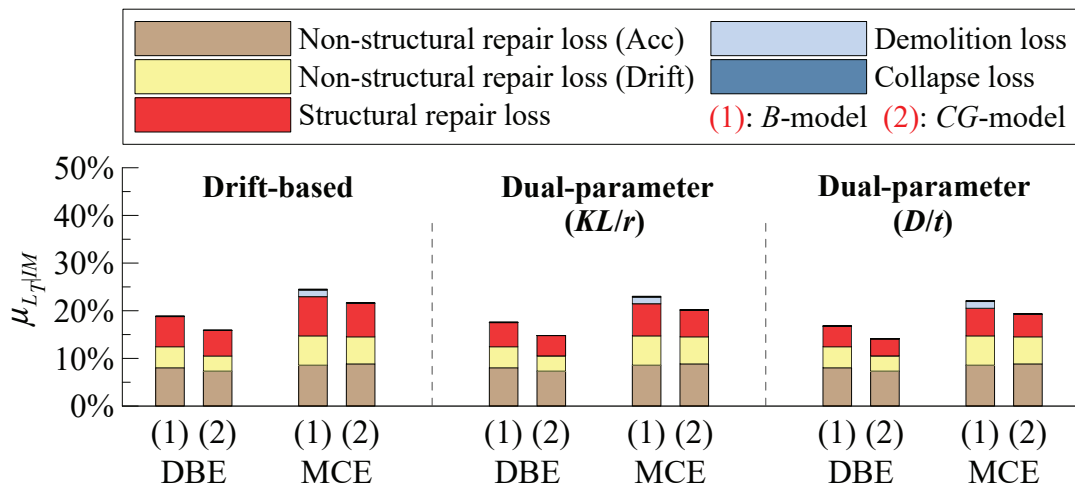 Non-structural repair loss (Acc)
Demolition loss
Non-structural repair loss (Drift)
Collapse loss
Structural repair loss
(1): B-model (2): CG-model
50%
40%
30%
20%
10%
0%
μ_{L_T|IM}
Drift-based
Dual-parameter
(KL/r)
Dual-parameter
(D/t)
(1) (2) (1) (2) (1) (2) (1) (2) (1) (2) (1) (2)
DBE MCE DBE MCE DBE MCE